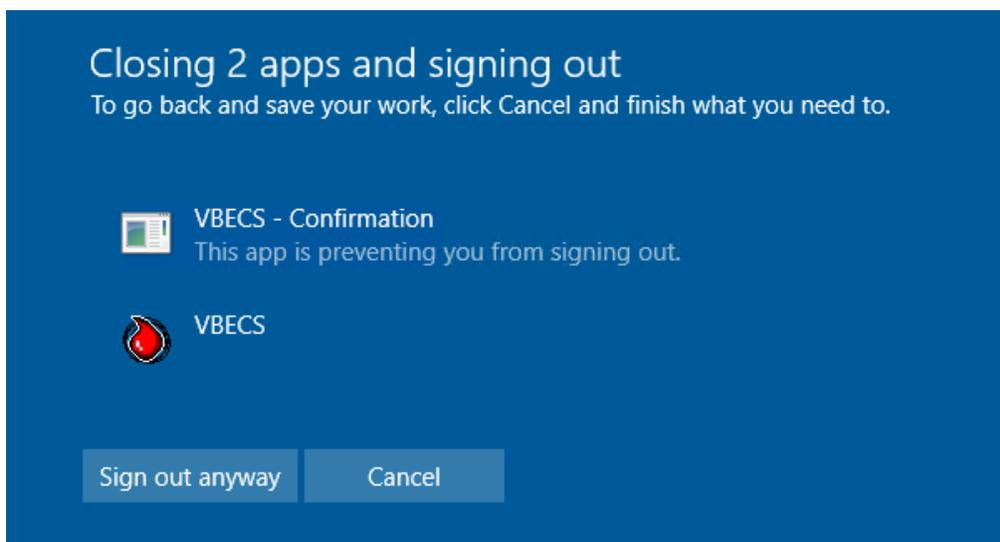 Closing 2 apps and signing out
To go back and save your work, click Cancel and finish what you need to.
VBECS - Confirmation
This app is preventing you from signing out.
VBECS
Sign out anyway
Cancel